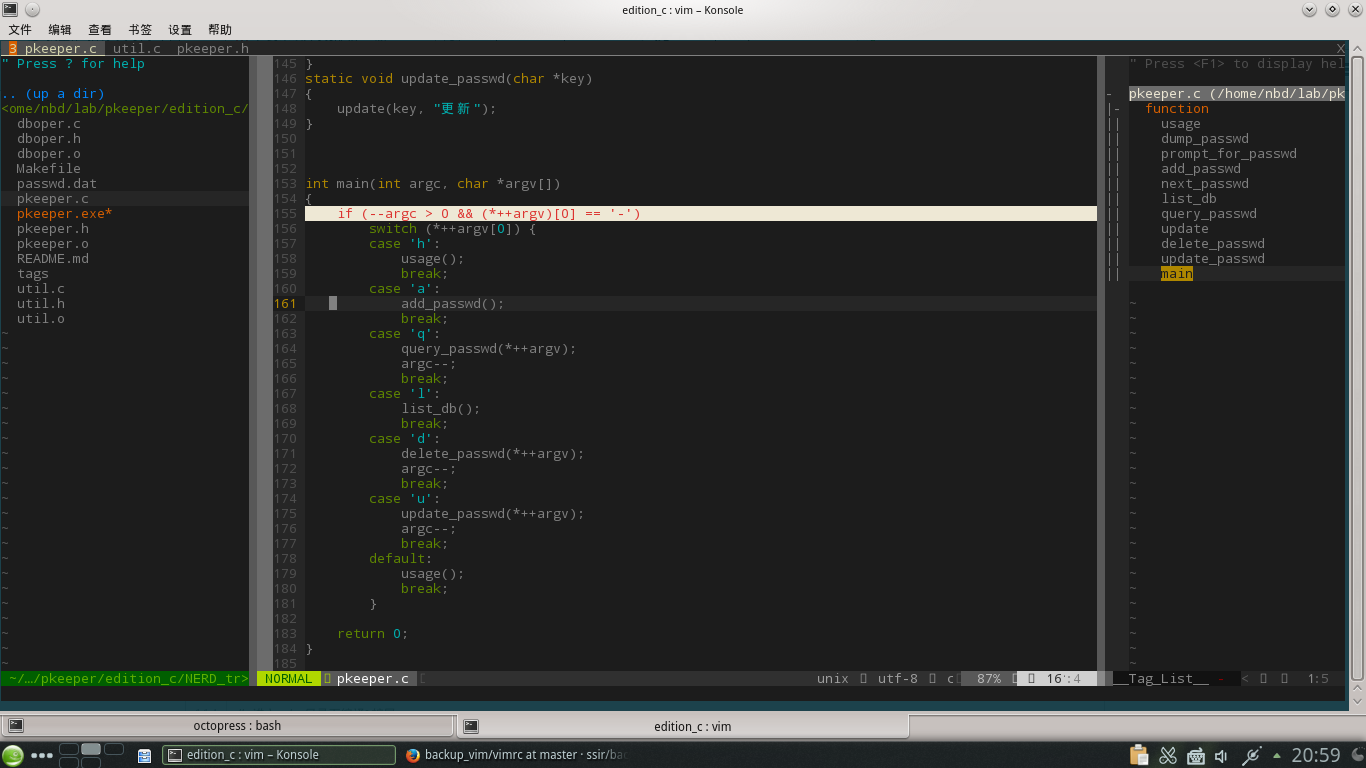 edition_c : vim – Konsole
文件 编辑 查看 书签 设置 帮助
3 pkeeper.c util.c pkeeper.h X
" Press ? for help
.. (up a dir)
<ome/nbd/lab/pkeeper/edition_c/
dboper.c
dboper.h
dboper.o
Makefile
passwd.dat
pkeeper.c
pkeeper.exe*
pkeeper.h
pkeeper.o
README.md
tags
util.c
util.h
util.o
~/…/pkeeper/edition_c/NERD_tr>
145 }
146 static void update_passwd(char *key)
147 {
148     update(key, "更新");
149 }
150
151
152
153 int main(int argc, char *argv[])
154 {
155     if (--argc > 0 && (*++argv)[0] == '-')
156         switch (*++argv[0]) {
157         case 'h':
158             usage();
159             break;
160         case 'a':
161             add_passwd();
162             break;
163         case 'q':
164             query_passwd(*++argv);
165             argc--;
166             break;
167         case 'l':
168             list_db();
169             break;
170         case 'd':
171             delete_passwd(*++argv);
172             argc--;
173             break;
174         case 'u':
175             update_passwd(*++argv);
176             argc--;
177             break;
178         default:
179             usage();
180             break;
181         }
182
183     return 0;
184 }
185
NORMAL pkeeper.c unix utf-8 c 87% :4
" Press <F1> to display hel
- pkeeper.c (/home/nbd/lab/pk
|- function
|| usage
|| dump_passwd
|| prompt_for_passwd
|| add_passwd
|| next_passwd
|| list_db
|| query_passwd
|| update
|| delete_passwd
|| update_passwd
|| main
__Tag_List__ - < 1:5
octopress : bash
edition_c : vim
edition_c : vim – Konsole
backup_vim/vimrc at master · ssir/bac
20:59